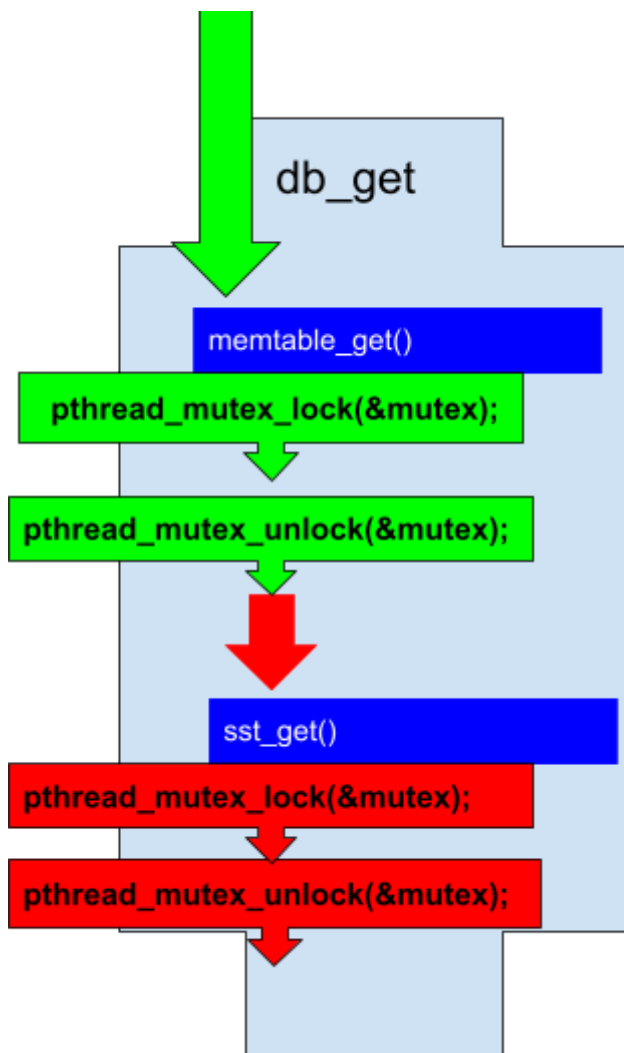 db_get
memtable_get()
pthread_mutex_lock(&mutex);
pthread_mutex_unlock(&mutex);
sst_get()
pthread_mutex_lock(&mutex);
pthread_mutex_unlock(&mutex);